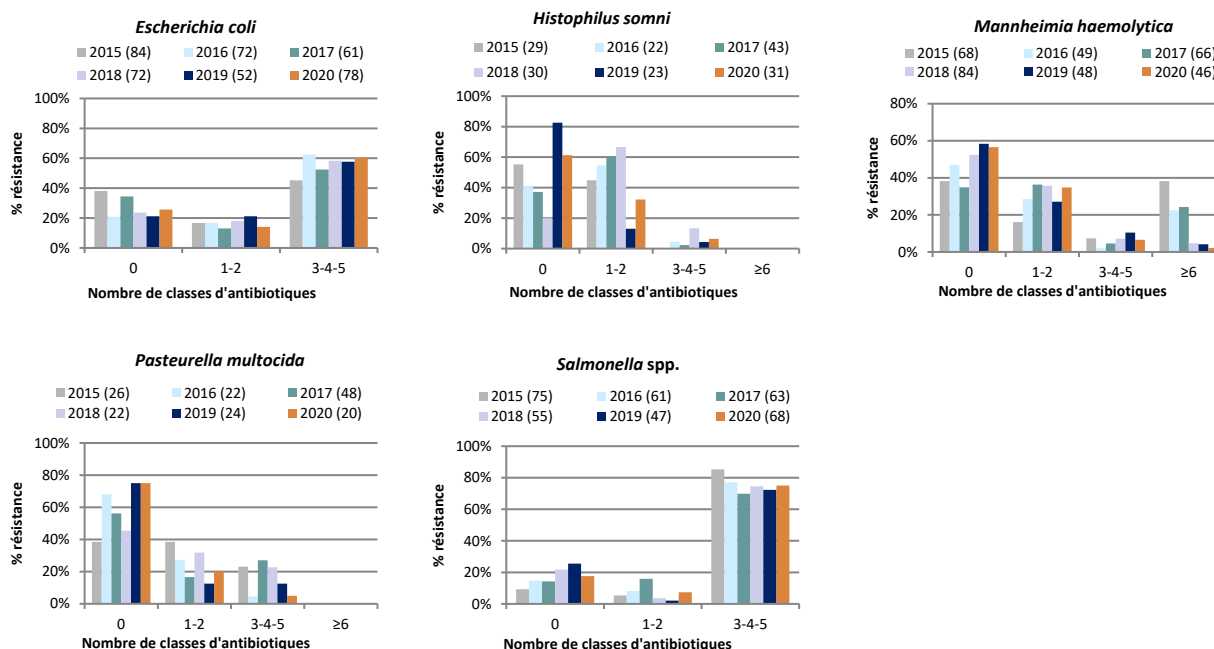 Escherichia coli
2015 (84) 2016 (72) 2017 (61)
2018 (72) 2019 (52) 2020 (78)
100%
80%
60%
40%
20%
0%
% résistance
0 1-2 3-4-5
Nombre de classes d'antibiotiques
Histophilus somni
2015 (29) 2016 (22) 2017 (43)
2018 (30) 2019 (23) 2020 (31)
100%
80%
60%
40%
20%
0%
% résistance
0 1-2 3-4-5 ≥6
Nombre de classes d'antibiotiques
Mannheimia haemolytica
2015 (68) 2016 (49) 2017 (66)
2018 (84) 2019 (48) 2020 (46)
80%
60%
40%
20%
0%
% résistance
0 1-2 3-4-5 ≥6
Nombre de classes d'antibiotiques
Pasteurella multocida
2015 (26) 2016 (22) 2017 (48)
2018 (22) 2019 (24) 2020 (20)
100%
80%
60%
40%
20%
0%
% résistance
0 1-2 3-4-5 ≥6
Nombre de classes d'antibiotiques
Salmonella spp.
2015 (75) 2016 (61) 2017 (63)
2018 (55) 2019 (47) 2020 (68)
100%
80%
60%
40%
20%
0%
% résistance
0 1-2 3-4-5
Nombre de classes d'antibiotiques